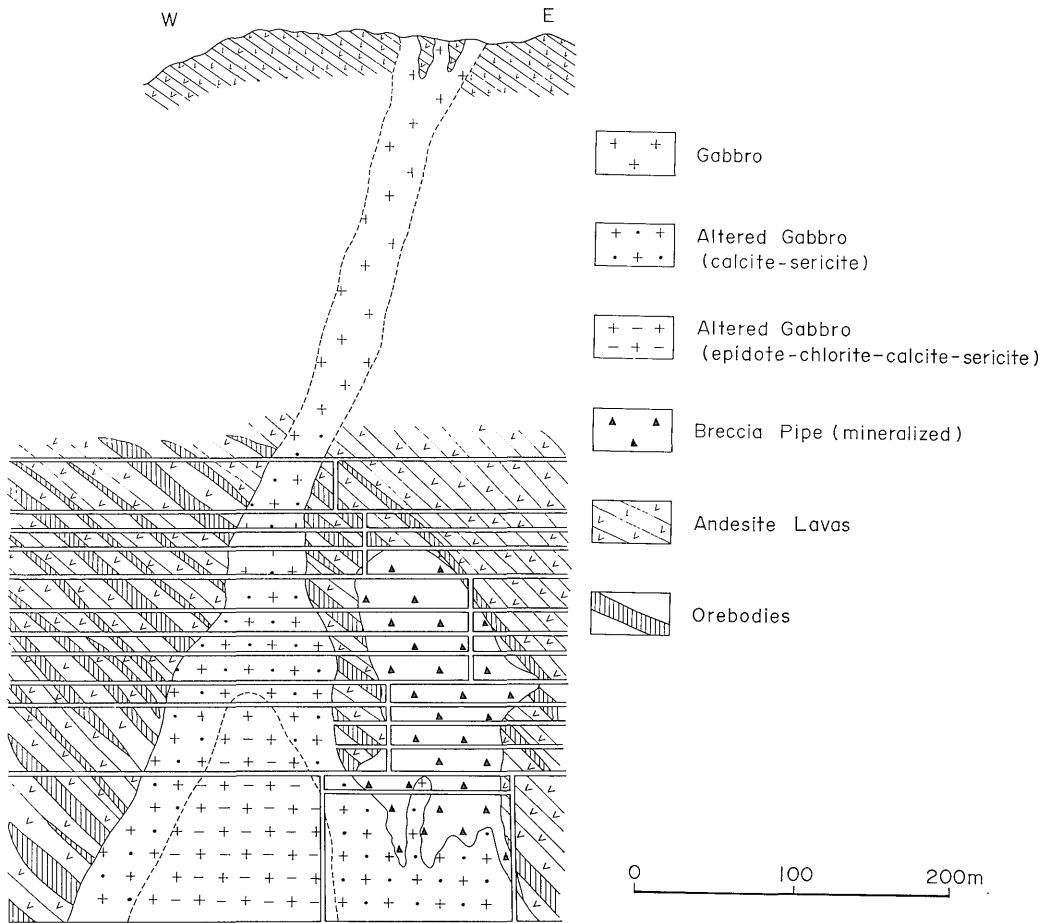 W
E
Gabbro
Altered Gabbro
(calcite-sericite)
Altered Gabbro
(epidote-chlorite-calcite-sericite)
Breccia Pipe (mineralized)
Andesite Lavas
Orebodies
0 100 200m